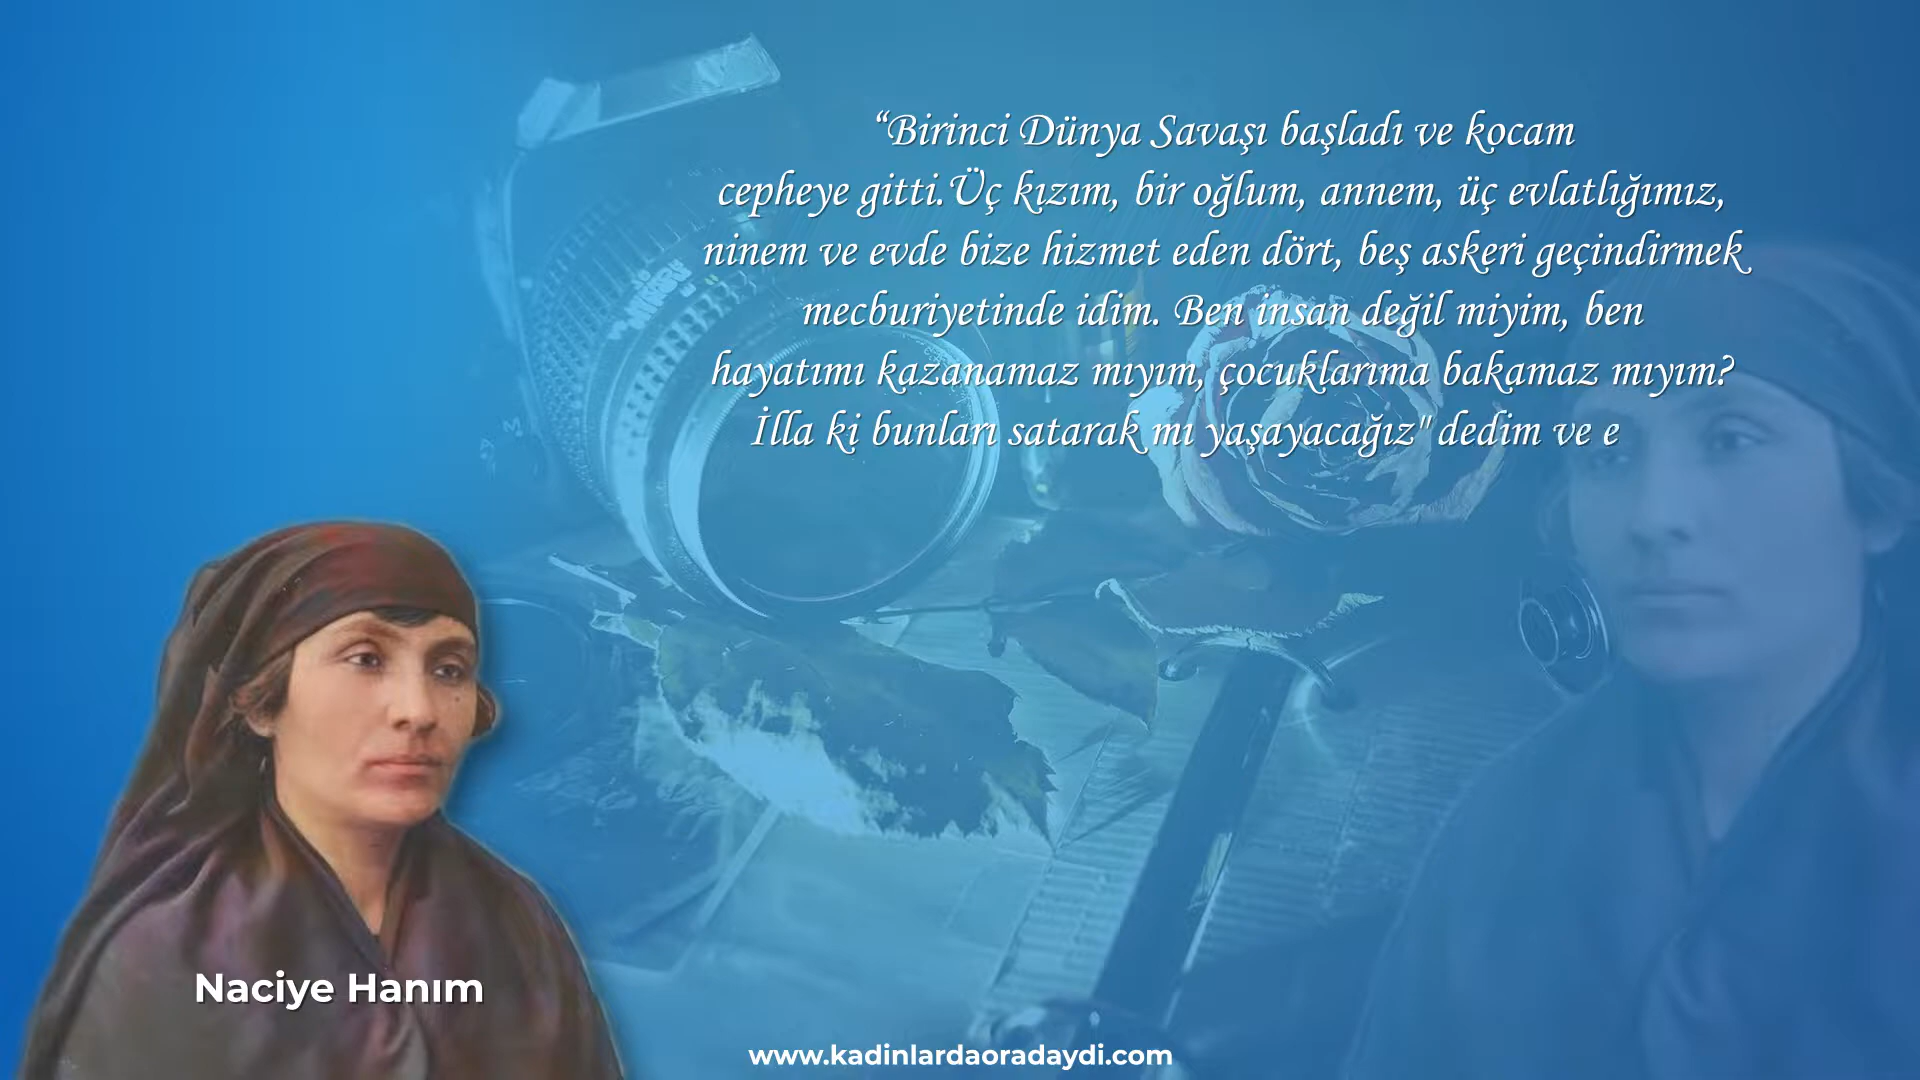 “Birinci Dünya Savaşı başladı ve kocam
cepheye gitti.Üç kızım, bir oğlum, annem, üç evlatlığımız,
ninem ve evde bize hizmet eden dört, beş askeri geçindirmek
mecburiyetinde idim. Ben insan değil miyim, ben
hayatımı kazanamaz mıyım, çocuklarıma bakamaz mıyım?
İlla ki bunları satarak mı yaşayacağız" dedim ve e
Naciye Hanım
www.kadinlardaoradaydi.com